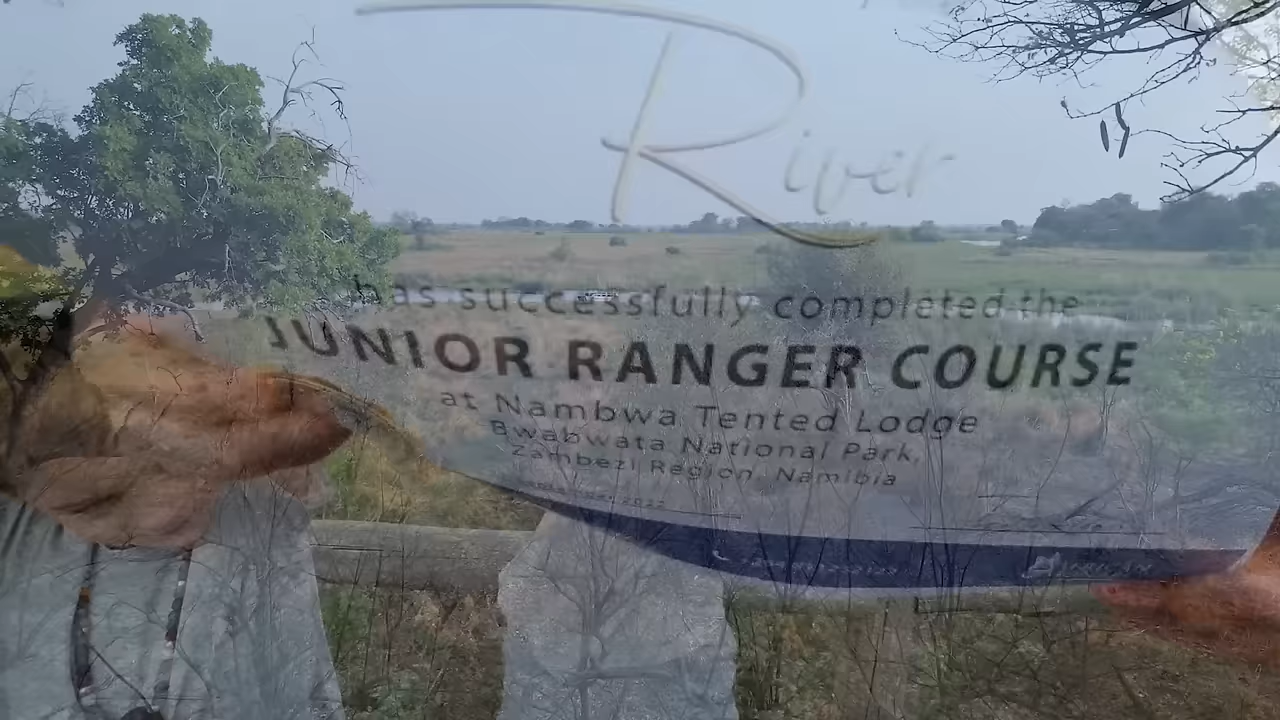 River
has successfully completed the
JUNIOR RANGER COURSE
at Nambwa Tented Lodge
Bwabwata National Park,
Zambezi Region, Namibia